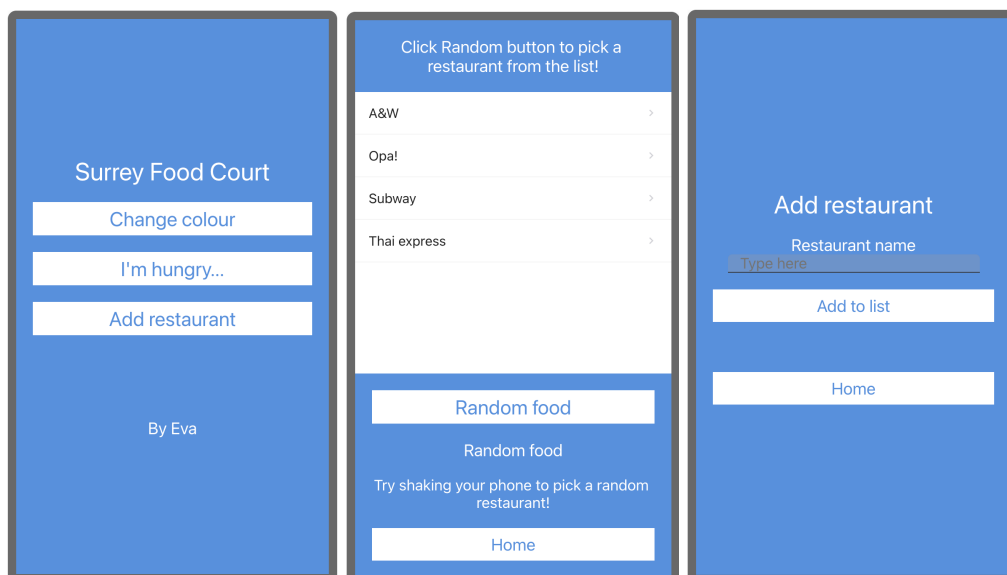 Surrey Food Court
Change colour
I'm hungry...
Add restaurant
By Eva
Click Random button to pick a
restaurant from the list!
A&W
Opa!
Subway
Thai express
Random food
Random food
Try shaking your phone to pick a random
restaurant!
Home
Add restaurant
Restaurant name
Type here
Add to list
Home